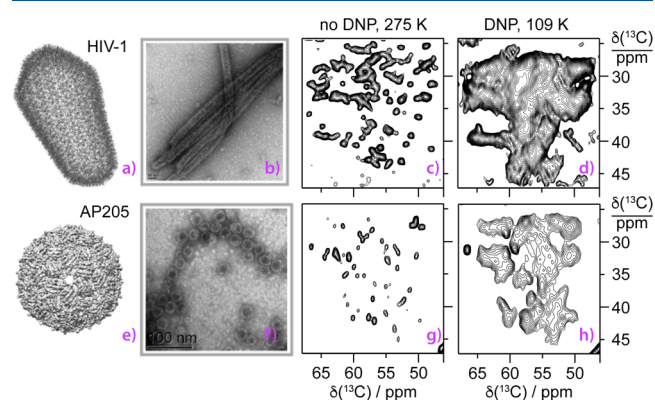 no DNP, 275 K
DNP, 109 K
HIV-1
a)
b)
c)
d)
δ(¹³C)
ppm
30
35
40
45
AP205
e)
100 nm
f)
g)
h)
δ(¹³C)
ppm
30
35
40
45
65 60 55 50
65 60 55 50
δ(¹³C) / ppm
δ(¹³C) / ppm